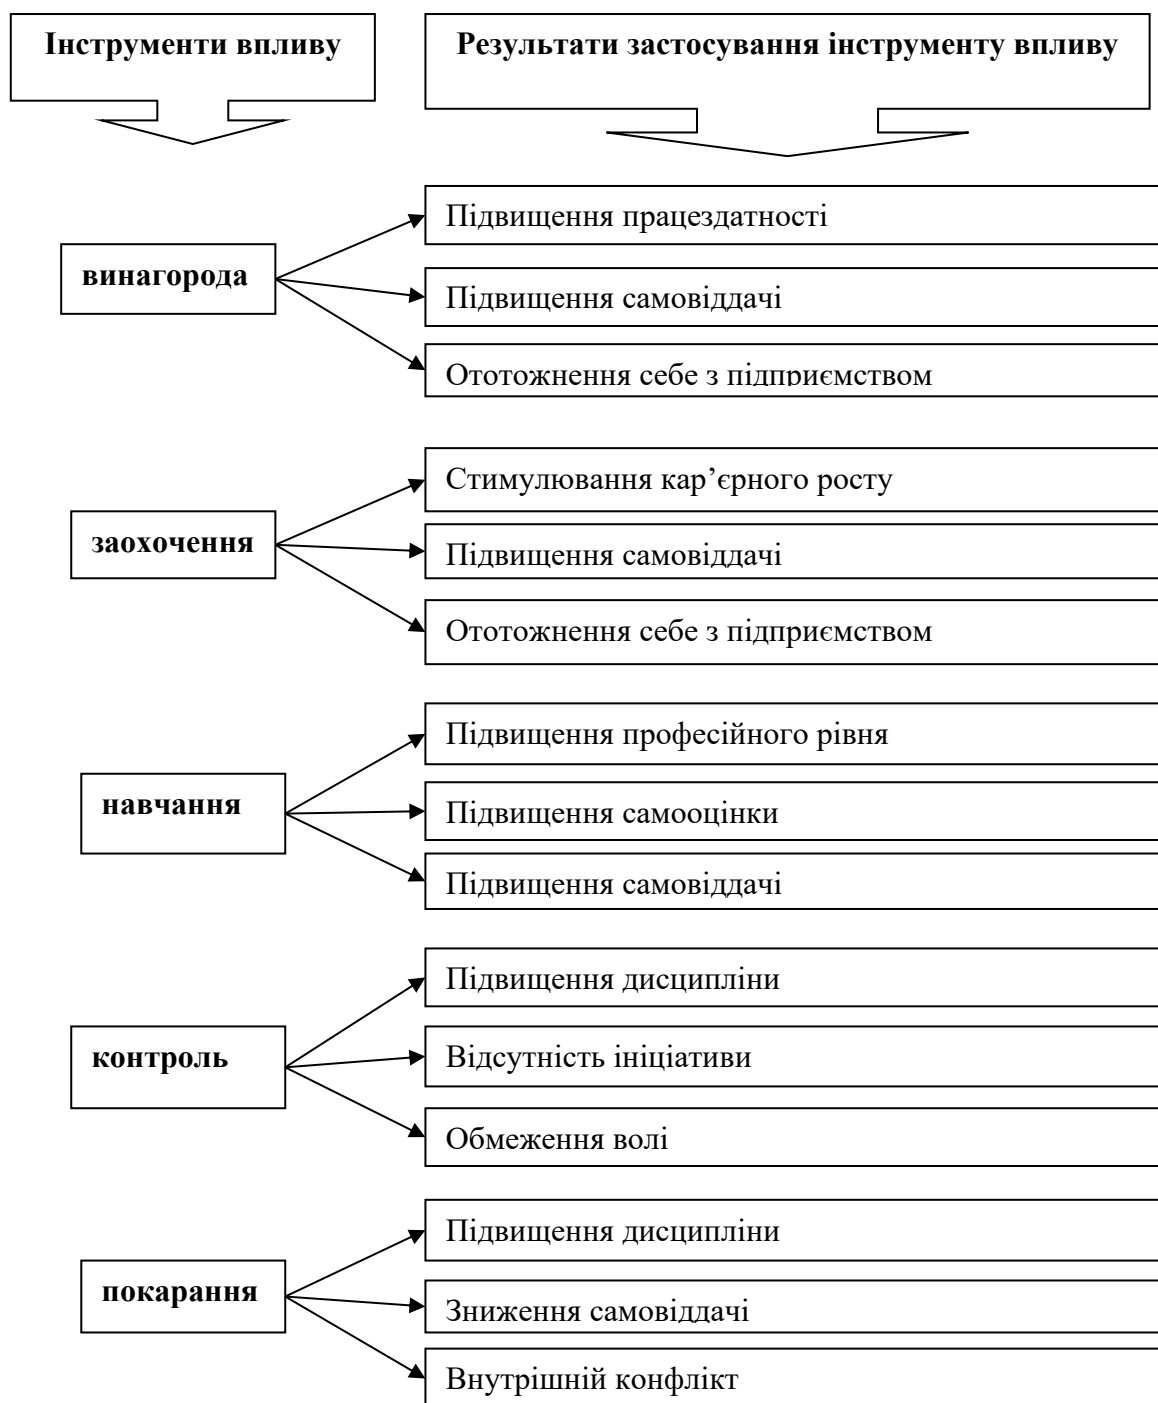 Інструменти впливу
Результати застосування інструменту впливу
винагорода
Підвищення працездатності
Підвищення самовіддачі
Ототожнення себе з підприємством
заохочення
Стимулювання кар’єрного росту
Підвищення самовіддачі
Ототожнення себе з підприємством
навчання
Підвищення професійного рівня
Підвищення самооцінки
Підвищення самовіддачі
контроль
Підвищення дисципліни
Відсутність ініціативи
Обмеження волі
покарання
Підвищення дисципліни
Зниження самовіддачі
Внутрішній конфлікт